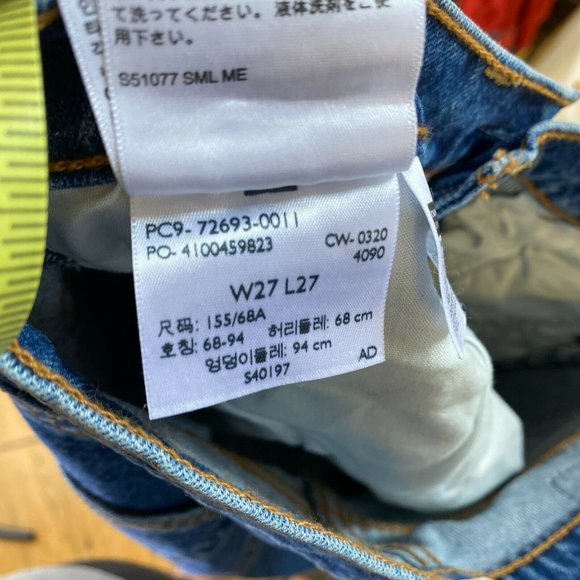 て洗ってください。液体洗剤をご使
用下さい。
S51077 SML ME
PC9- 72693-0011
PO- 4100459823
CW- 0320
4090
W27 L27
尺码: 155/68A
호칭: 68-94
허리둘레: 68 cm
엉덩이둘레: 94 cm
S40197
AD